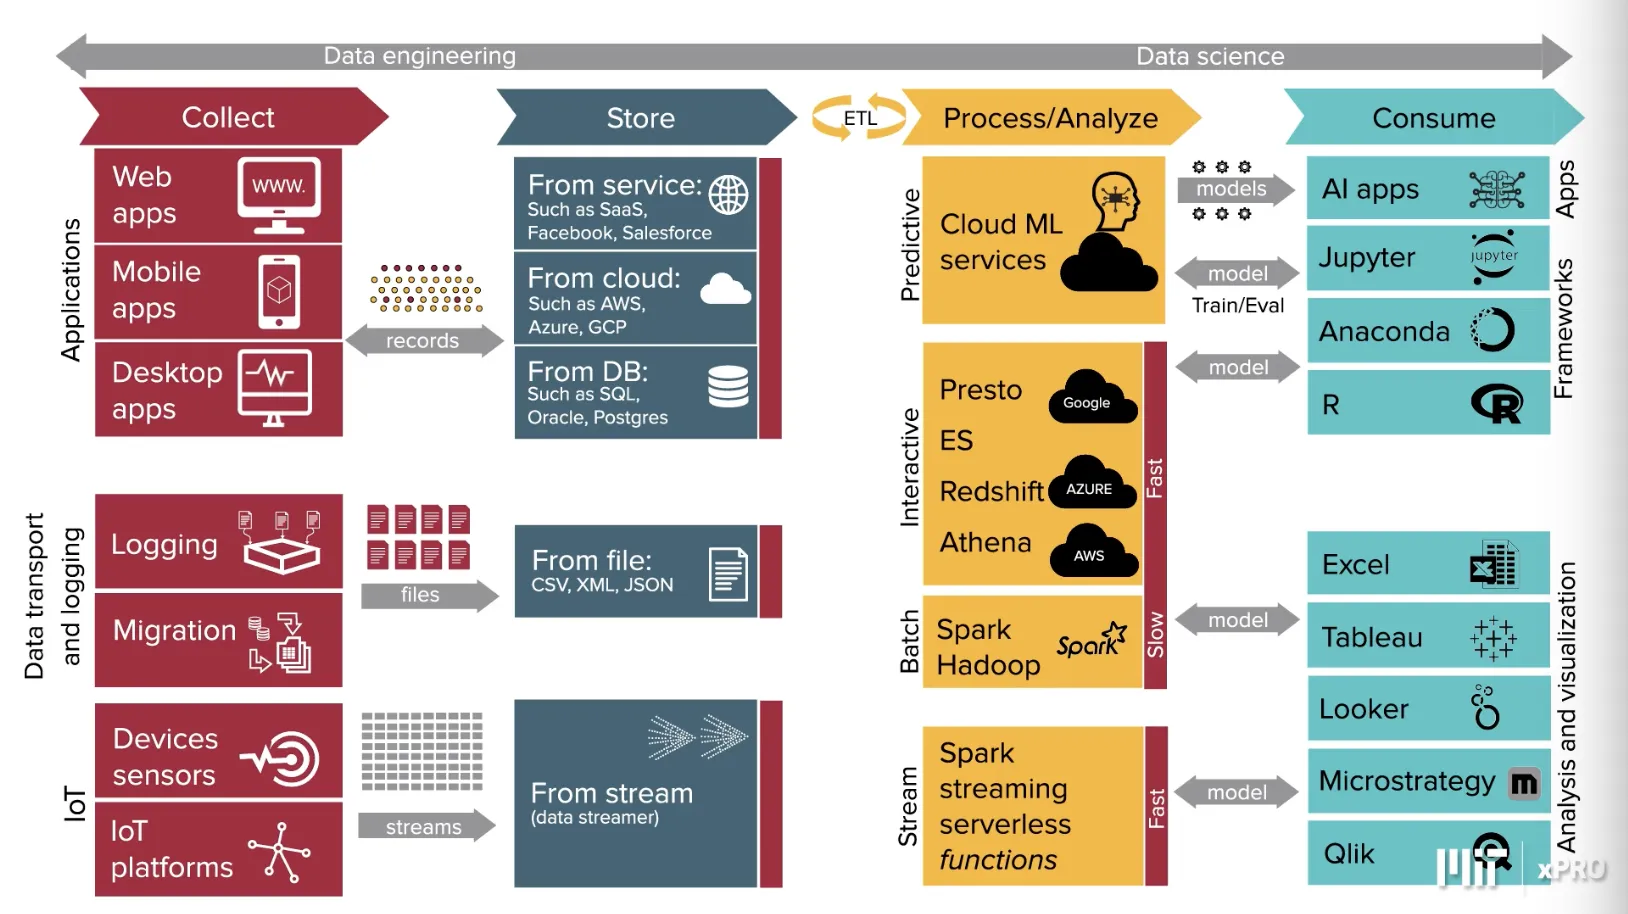 Data engineering
Data science
Collect
Store
ETL
Process/Analyze
Consume
Applications
Web
apps
WWW.
Mobile
apps
Desktop
apps
records
From service:
Such as SaaS,
Facebook, Salesforce
From cloud:
Such as AWS,
Azure, GCP
From DB:
Such as SQL,
Oracle, Postgres
Data transport
and logging
Logging
Migration
files
From file:
CSV, XML, JSON
IoT
Devices
sensors
IoT
platforms
streams
From stream
(data streamer)
Predictive
Cloud ML
services
Interactive
Presto
Google
ES
Redshift
AZURE
Athena
AWS
Fast
Batch
Spark
Hadoop
Spark
Slow
Stream
Spark
streaming
serverless
functions
Fast
models
model
Train/Eval
model
model
model
AI apps
Apps
Jupyter
jupyter
Anaconda
R
R
Frameworks
Excel
X
Tableau
Looker
Microstrategy
m
Qlik
Analysis and visualization
MIT
xPRO